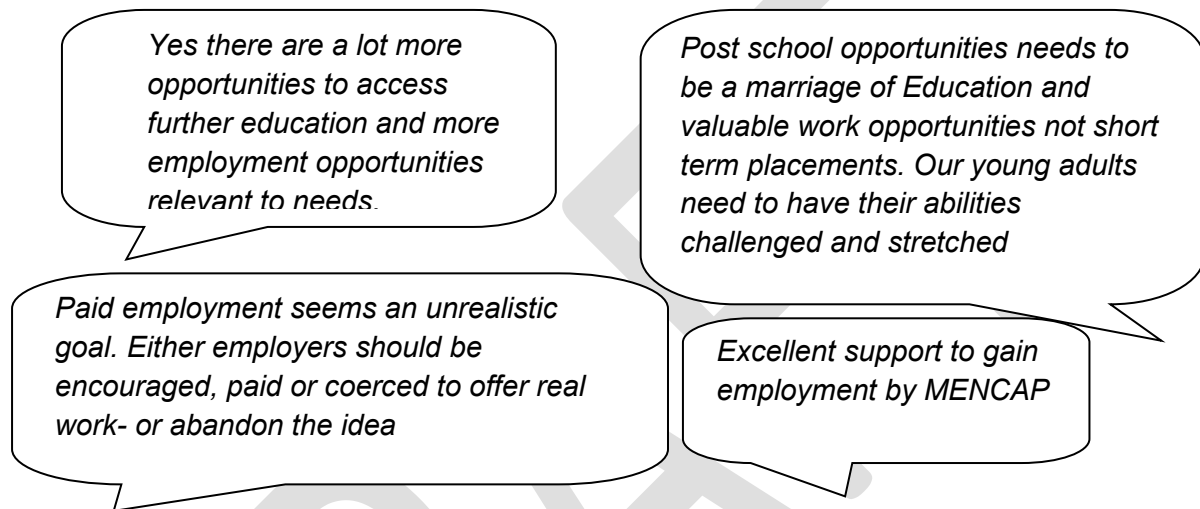 Yes there are a lot more
opportunities to access
further education and more
employment opportunities
relevant to needs.
Post school opportunities needs to
be a marriage of Education and
valuable work opportunities not short
term placements. Our young adults
need to have their abilities
challenged and stretched
Paid employment seems an unrealistic
goal. Either employers should be
encouraged, paid or coerced to offer real
work- or abandon the idea
Excellent support to gain
employment by MENCAP